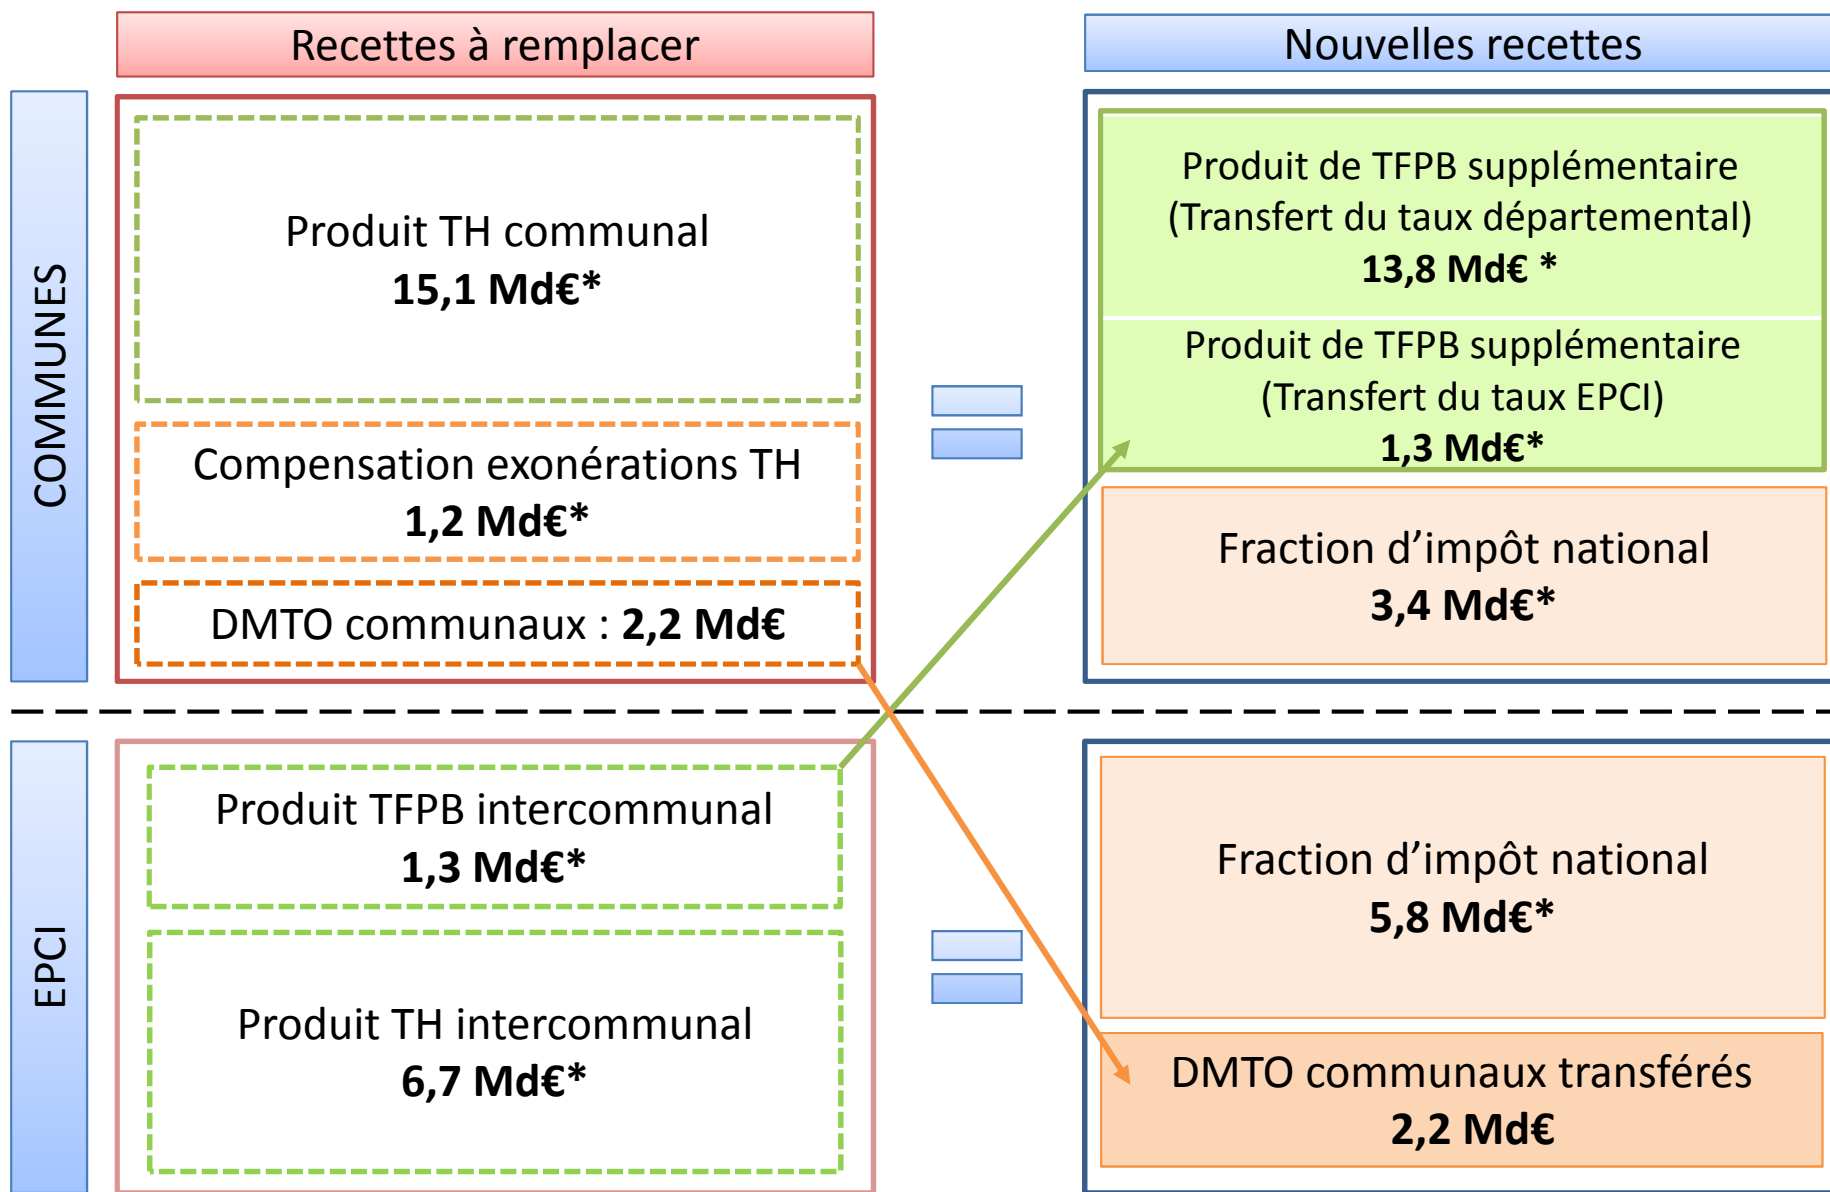 Recettes à remplacer
Nouvelles recettes
COMMUNES
Produit TH communal
15,1 Md€*
Compensation exonérations TH
1,2 Md€*
DMTO communaux : 2,2 Md€
Produit de TFPB supplémentaire
(Transfert du taux départemental)
13,8 Md€ *
Produit de TFPB supplémentaire
(Transfert du taux EPCI)
1,3 Md€*
Fraction d’impôt national
3,4 Md€*
EPCI
Produit TFPB intercommunal
1,3 Md€*
Produit TH intercommunal
6,7 Md€*
Fraction d’impôt national
5,8 Md€*
DMTO communaux transférés
2,2 Md€